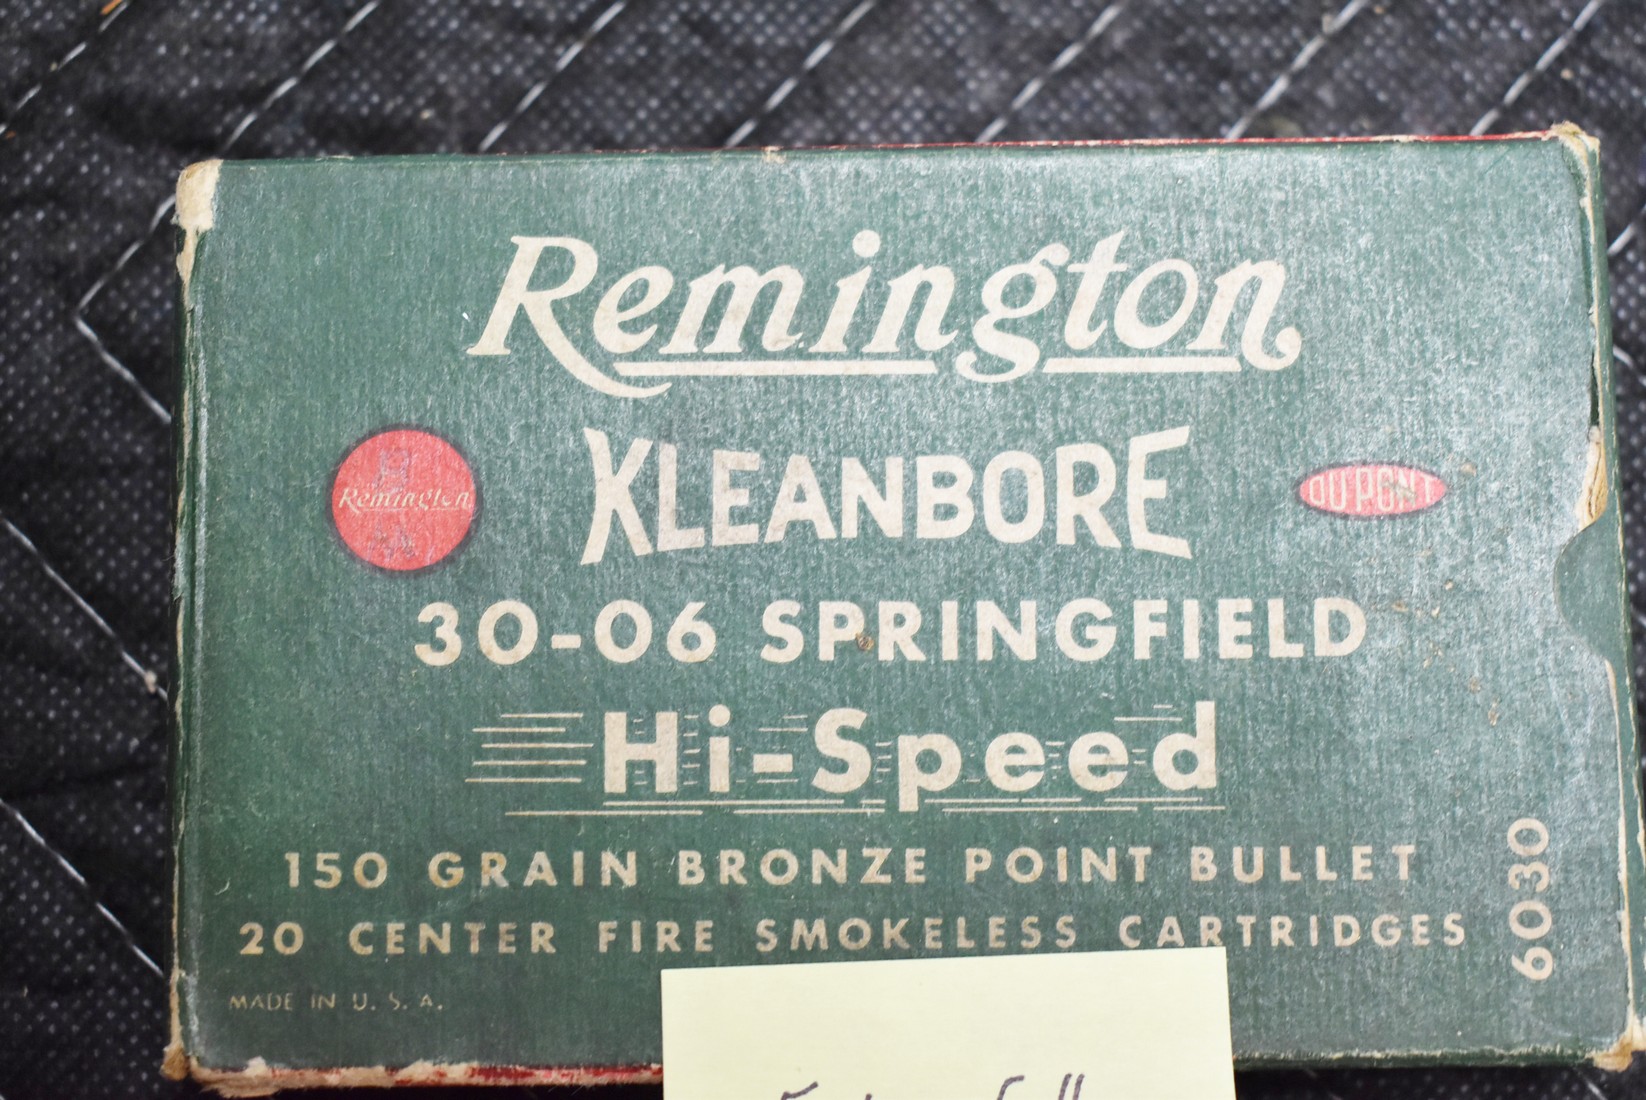 Remington
Remington
KLEANBORE
DU PONT
30-06 SPRINGFIELD
Hi-Speed
150 GRAIN BRONZE POINT BULLET
20 CENTER FIRE SMOKELESS CARTRIDGES
6030
MADE IN U. S. A.